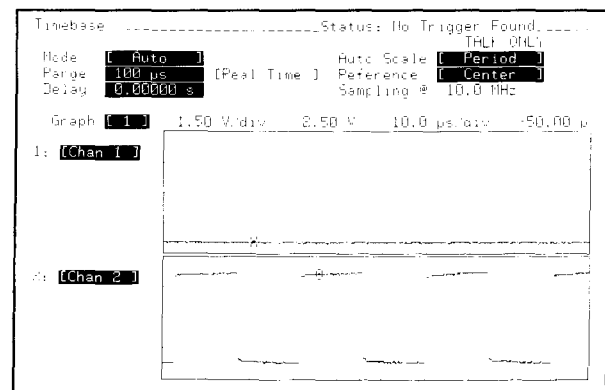 Timebase Status: No Trigger Found
TALK ONLY
Mode [ Auto ] Auto Scale [ Period ]
Range 100 µs [Real Time ] Reference [ Center ]
Delay 0.00000 s Sampling @ 10.0 MHz
Graph [ 1 ] 1.50 V/div 2.50 V 10.0 µs/div -50.00 µ
1: [Chan 1 ]
2: [Chan 2 ]